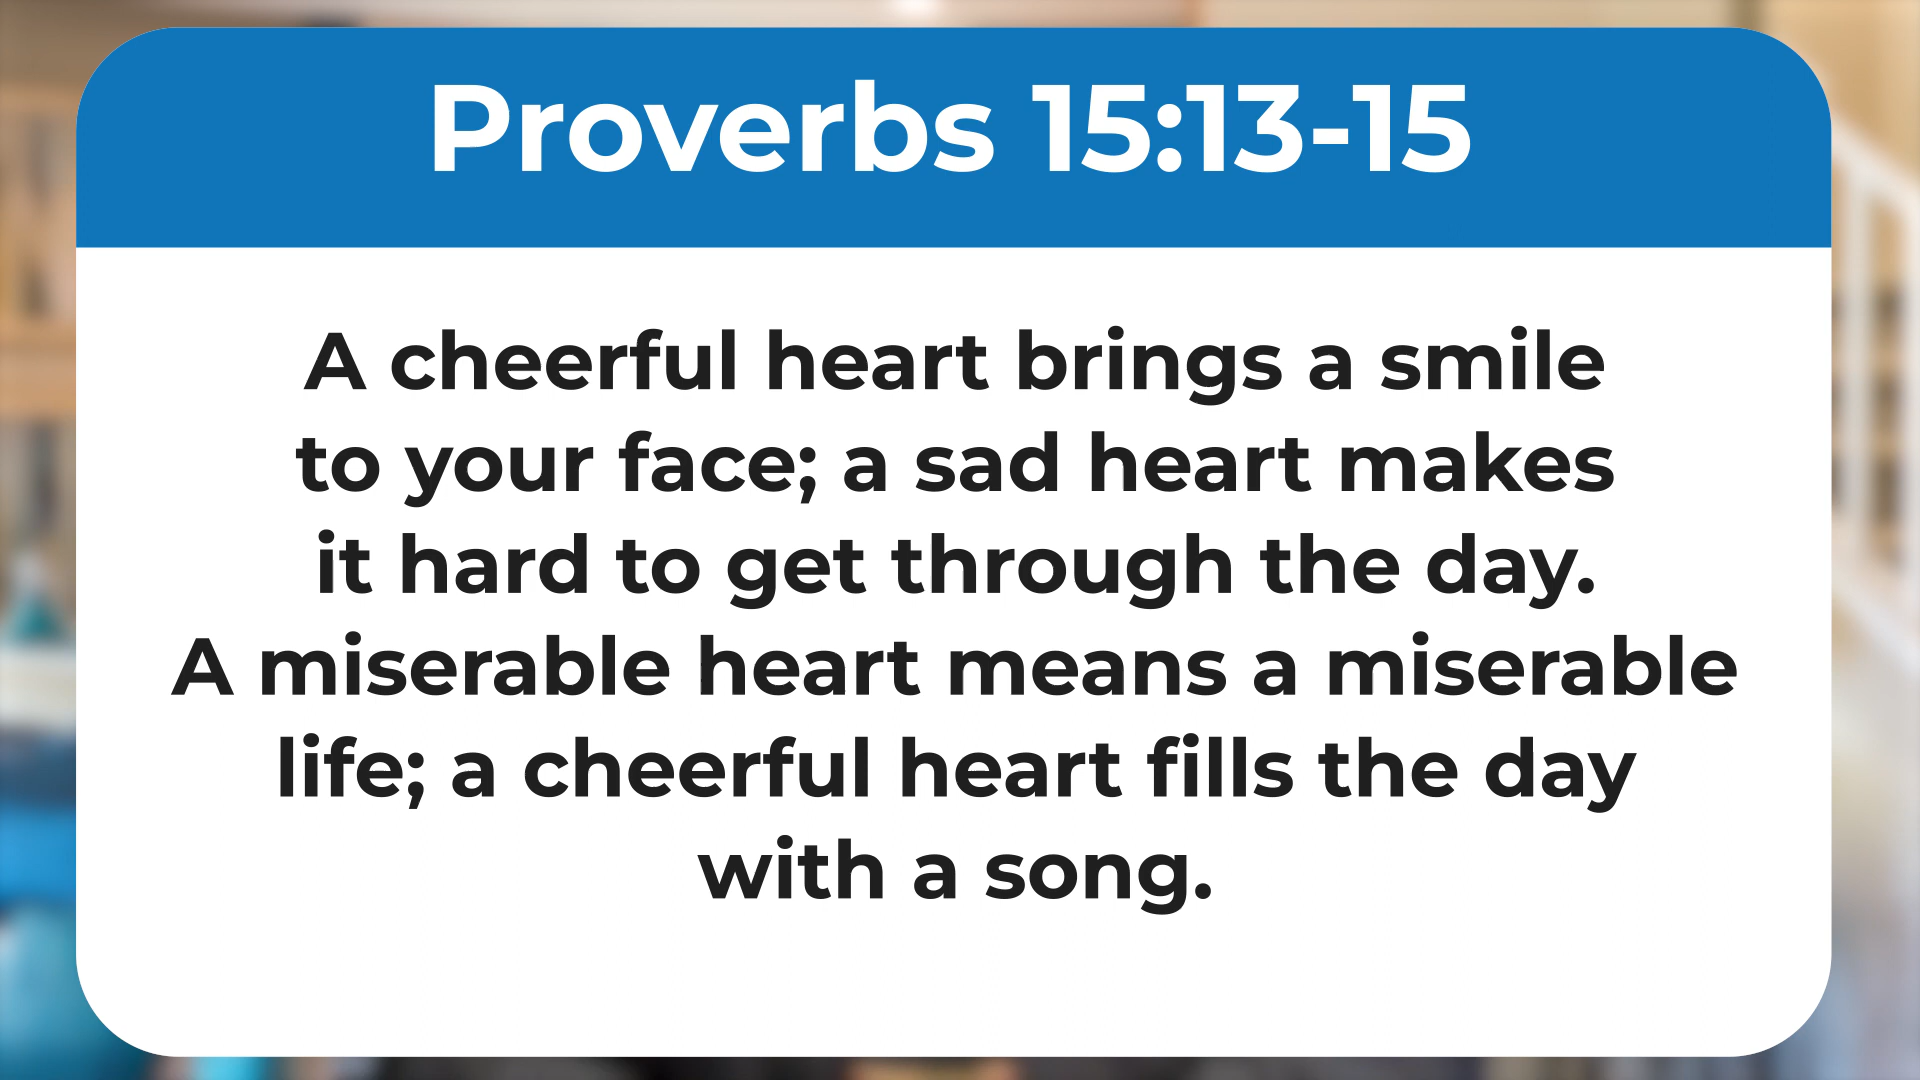 Proverbs 15:13-15
A cheerful heart brings a smile
to your face; a sad heart makes
it hard to get through the day.
A miserable heart means a miserable
life; a cheerful heart fills the day
with a song.